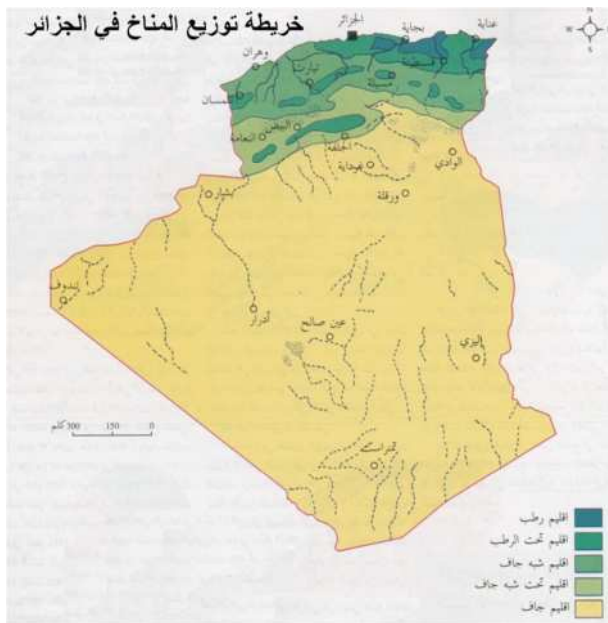 خريطة توزيع المناخ في الجزائر
N
W
E
S
الجزائر
بجاية
عنابة
وهران
تيارت
قسنطينة
مسيلة
تلمسان
البيض
النعامة
الجلفة
الوادي
ورقلة
بشار
تندوف
أدرار
عين صالح
اليزي
تمنراست
300 كلم
150
0
اقليم رطب
اقليم تحت الرطب
اقليم شبه جاف
اقليم تحت شبه جاف
اقليم جاف